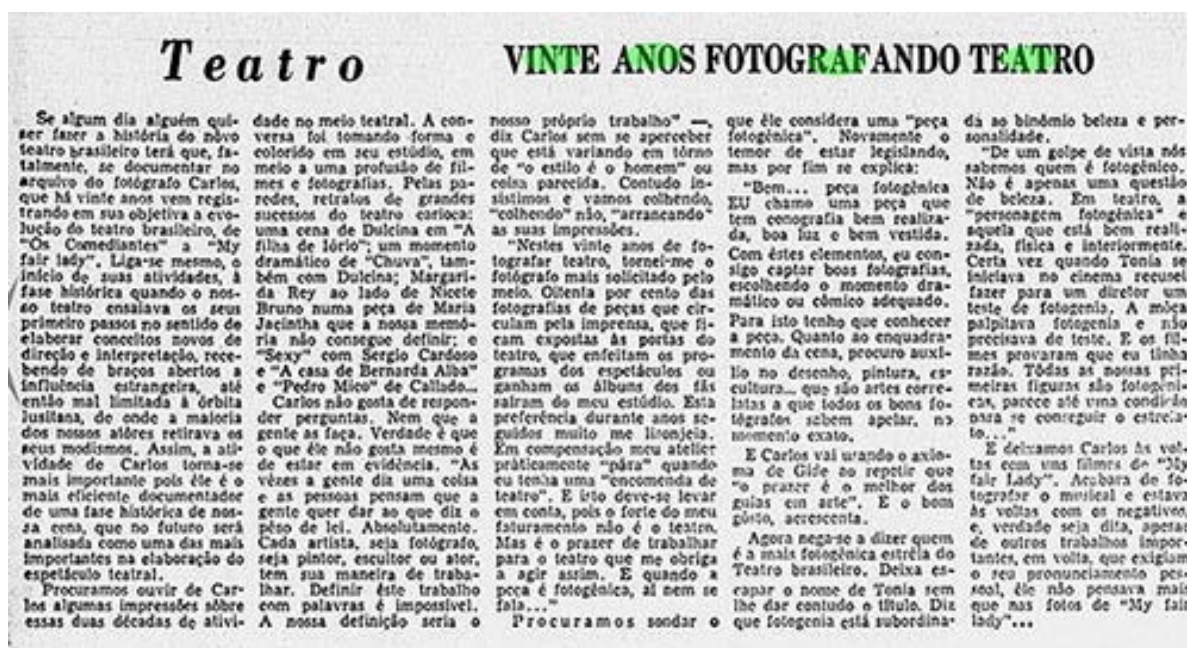 Teatro
VINTE ANOS FOTOGRAFANDO TEATRO
Se algum dia alguém qui-
ser fazer a história do nôvo
teatro brasileiro terá que, fa-
talmente, se documentar no
arquivo do fotógrafo Carlos,
que há vinte anos vem regis-
trando em sua objetiva a evo-
lução do teatro brasileiro, de
"Os Comediantes" a "My
fair lady". Liga-se mesmo, o
início de suas atividades, à
fase histórica quando o nos-
so teatro ensalava os seus
primeiro passos no sentido de
elaborar conceitos novos de
direção e interpretação, rece-
bendo de braços abertos a
influência estrangeira, até
então mal limitada à órbita
lusitana, de onde a maioria
dos nossos atôres retirava os
seus modismos. Assim, a ati-
vidade de Carlos torna-se
mais importante pois êle é o
mais eficiente documentador
de uma fase histórica de nos-
sa cena, que no futuro será
analisada como uma das mais
importantes na elaboração do
espetáculo teatral.
Procuramos ouvir de Car-
los algumas impressões sôbre
essas duas décadas de ativi-
dade no meio teatral. A con-
versa foi tomando forma e
colorido em seu estúdio, em
meio a uma profusão de fil-
mes e fotografias. Pelas pa-
redes, retratos de grandes
sucessos do teatro carioca:
uma cena de Dulcina em "A
filha de Iório"; um momento
dramático de "Chuva", tam-
bém com Dulcina; Margari-
da Rey ao lado de Nicete
Bruno numa peça de Maria
Jacintha que a nossa memó-
ria não consegue definir; e
"Sexy" com Sergio Cardoso
e "A casa de Bernarda Alba"
e "Pedro Mico" de Callado...
Carlos não gosta de respon-
der perguntas. Nem que a
gente as faça. Verdade é que
o que êle não gosta mesmo é
de estar em evidência. "As
vêzes a gente diz uma coisa
e as pessoas pensam que a
gente quer dar ao que diz o
pêso de lei. Absolutamente.
Cada artista, seja fotógrafo,
seja pintor, escultor ou ator,
tem sua maneira de traba-
lhar. Definir êste trabalho
com palavras é impossível.
A nossa definição seria o
nosso próprio trabalho" —,
diz Carlos sem se aperceber
que está variando em tôrno
de "o estilo é o homem" ou
coisa parecida. Contudo in-
sistimos e vamos colhendo,
"colhendo" não, "arrancando"
as suas impressões.
"Nestes vinte anos de fo-
tografar teatro, tornei-me o
fotógrafo mais solicitado pelo
meio. Oitenta por cento das
fotografias de peças que cir-
culam pela imprensa, que fi-
cam expostas às portas do
teatro, que enfeitam os pro-
gramas dos espetáculos ou
ganham os álbuns dos fãs
saíram do meu estúdio. Esta
preferência durante anos se-
guidos muito me lisonjeia.
Em compensação meu atelier
pràticamente "pára" quando
eu tenha uma "encomenda de
teatro". E isto deve-se levar
em conta, pois o forte do meu
faturamento não é o teatro.
Mas é o prazer de trabalhar
para o teatro que me obriga
a agir assim. E quando a
peça é fotogênica, aí nem se
fala..."
Procuramos sondar o
que êle considera uma "peça
fotogênica". Novamente o
temor de estar legislando,
mas por fim se explica:
"Bem... peça fotogênica
EU chamo uma peça que
tem cenografia bem realiza-
da, boa luz e bem vestida.
Com êstes elementos, eu con-
sigo captar boas fotografias,
escolhendo o momento dra-
mático ou cômico adequado.
Para isto tenho que conhecer
a peça. Quanto ao enquadra-
mento da cena, procuro auxí-
lio no desenho, pintura, es-
cultura... que são artes corre-
latas a que todos os bons fo-
tógrafos sabem apelar, no
momento exato.
E Carlos vai usando o axio-
ma de Gide ao repetir que
"o prazer é o melhor dos
guias em arte". E o bom
gôsto, acrescenta.
Agora nega-se a dizer quem
é a mais fotogênica estrêla do
Teatro brasileiro. Deixa es-
capar o nome de Tonia sem
lhe dar contudo o título. Diz
que fotogenia está subordina-
da ao binômio beleza e per-
sonalidade.
"De um golpe de vista nós
sabemos quem é fotogênico.
Não é apenas uma questão
de beleza. Em teatro, a
"personagem fotogênica" é
aquela que está bem reali-
zada, física e interiormente.
Certa vez quando Tonia se
iniciava no cinema recusei
fazer para um diretor um
teste de fotogenia. A môça
palpitava fotogenia e não
precisava de teste. E os fil-
mes provaram que eu tinha
razão. Tôdas as nossas pri-
meiras figuras são fotogêni-
cas, parece até uma condição
para se conseguir o estrela-
to..."
E deixamos Carlos às vol-
tas com uns filmes de "My
fair Lady". Acabara de fo-
tografar o musical e estava
às voltas com os negativos,
e, verdade seja dita, apesar
de outros trabalhos impor-
tantes, em volta, que exigiam
o seu pronunciamento pes-
soal, êle não pensava mais
que nas fotos de "My fair
lady"...